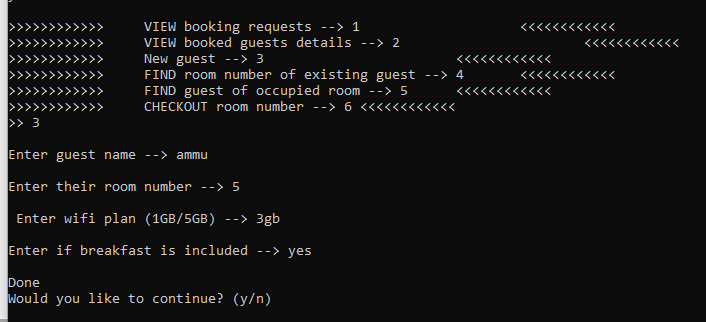 >>>>>>>>>>>> VIEW booking requests --> 1 <<<<<<<<<<<<
>>>>>>>>>>>> VIEW booked guests details --> 2 <<<<<<<<<<<<
>>>>>>>>>>>> New guest --> 3 <<<<<<<<<<<<
>>>>>>>>>>>> FIND room number of existing guest --> 4 <<<<<<<<<<<<
>>>>>>>>>>>> FIND guest of occupied room --> 5 <<<<<<<<<<<<
>>>>>>>>>>>> CHECKOUT room number --> 6 <<<<<<<<<<<<
>> 3
Enter guest name --> ammu
Enter their room number --> 5
Enter wifi plan (1GB/5GB) --> 3gb
Enter if breakfast is included --> yes
Done
Would you like to continue? (y/n)